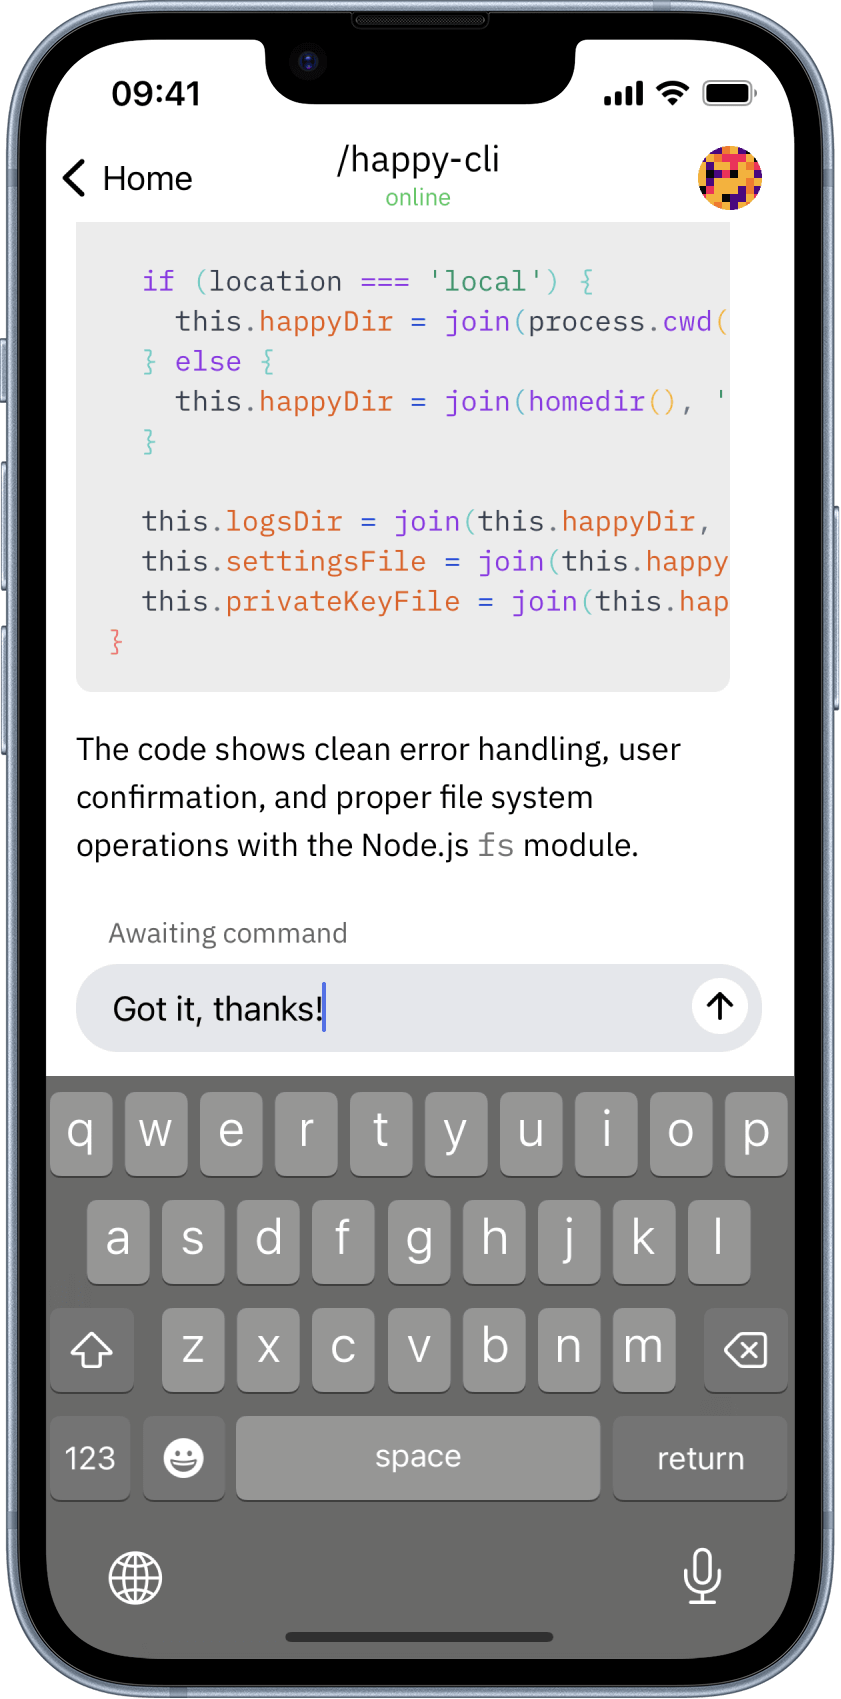 09:41
Home
/happy-cli
online
if (location === 'local') {
this.happyDir = join(process.cwd(
} else {
this.happyDir = join(homedir(), '
}
this.logsDir = join(this.happyDir,
this.settingsFile = join(this.happy
this.privateKeyFile = join(this.hap
}
The code shows clean error handling, user
confirmation, and proper file system
operations with the Node.js fs module.
Awaiting command
Got it, thanks!
q w e r t y u i o p
a s d f g h j k l
z x c v b n m
123 space return